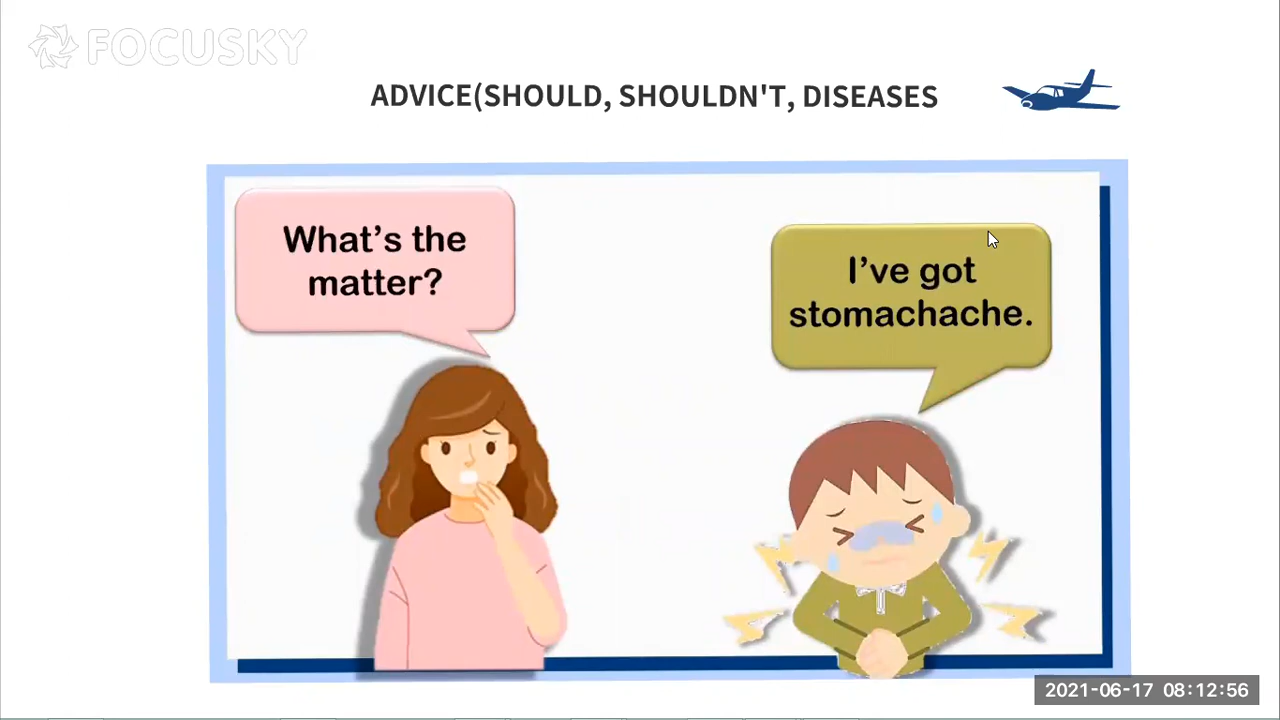 FOCUSKY
ADVICE(SHOULD, SHOULDN'T, DISEASES
What's the
matter?
I've got
stomachache.
2021-06-17 08:12:56